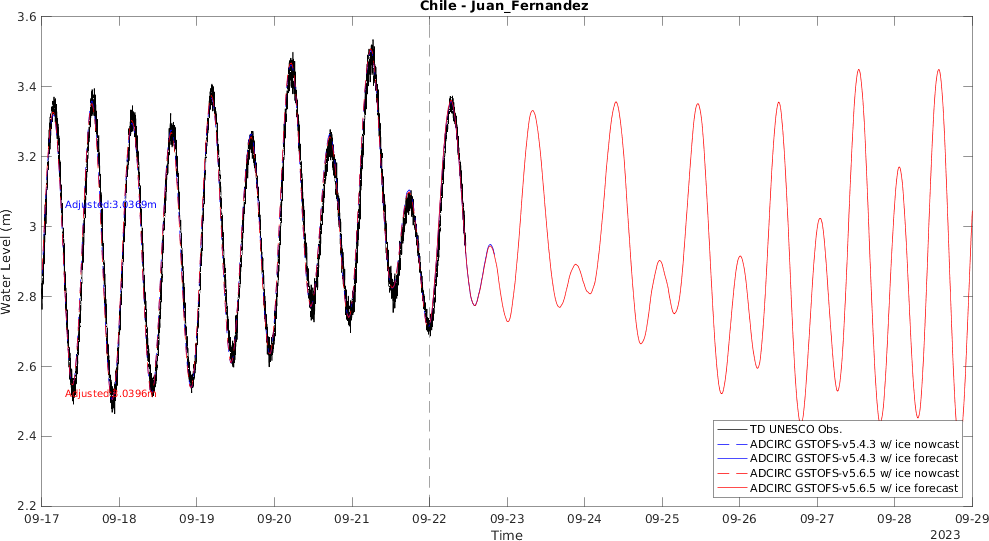 Chile - Juan_Fernandez
3.6
3.4
3.2
3
2.8
2.6
2.4
2.2
Water Level (m)
Adjusted:3.0369m
Adjusted:3.0396m
TD UNESCO Obs.
ADCIRC GSTOFS-v5.4.3 w/ ice nowcast
ADCIRC GSTOFS-v5.4.3 w/ ice forecast
ADCIRC GSTOFS-v5.6.5 w/ ice nowcast
ADCIRC GSTOFS-v5.6.5 w/ ice forecast
09-17 09-18 09-19 09-20 09-21 09-22 09-23 09-24 09-25 09-26 09-27 09-28 09-29
Time
2023